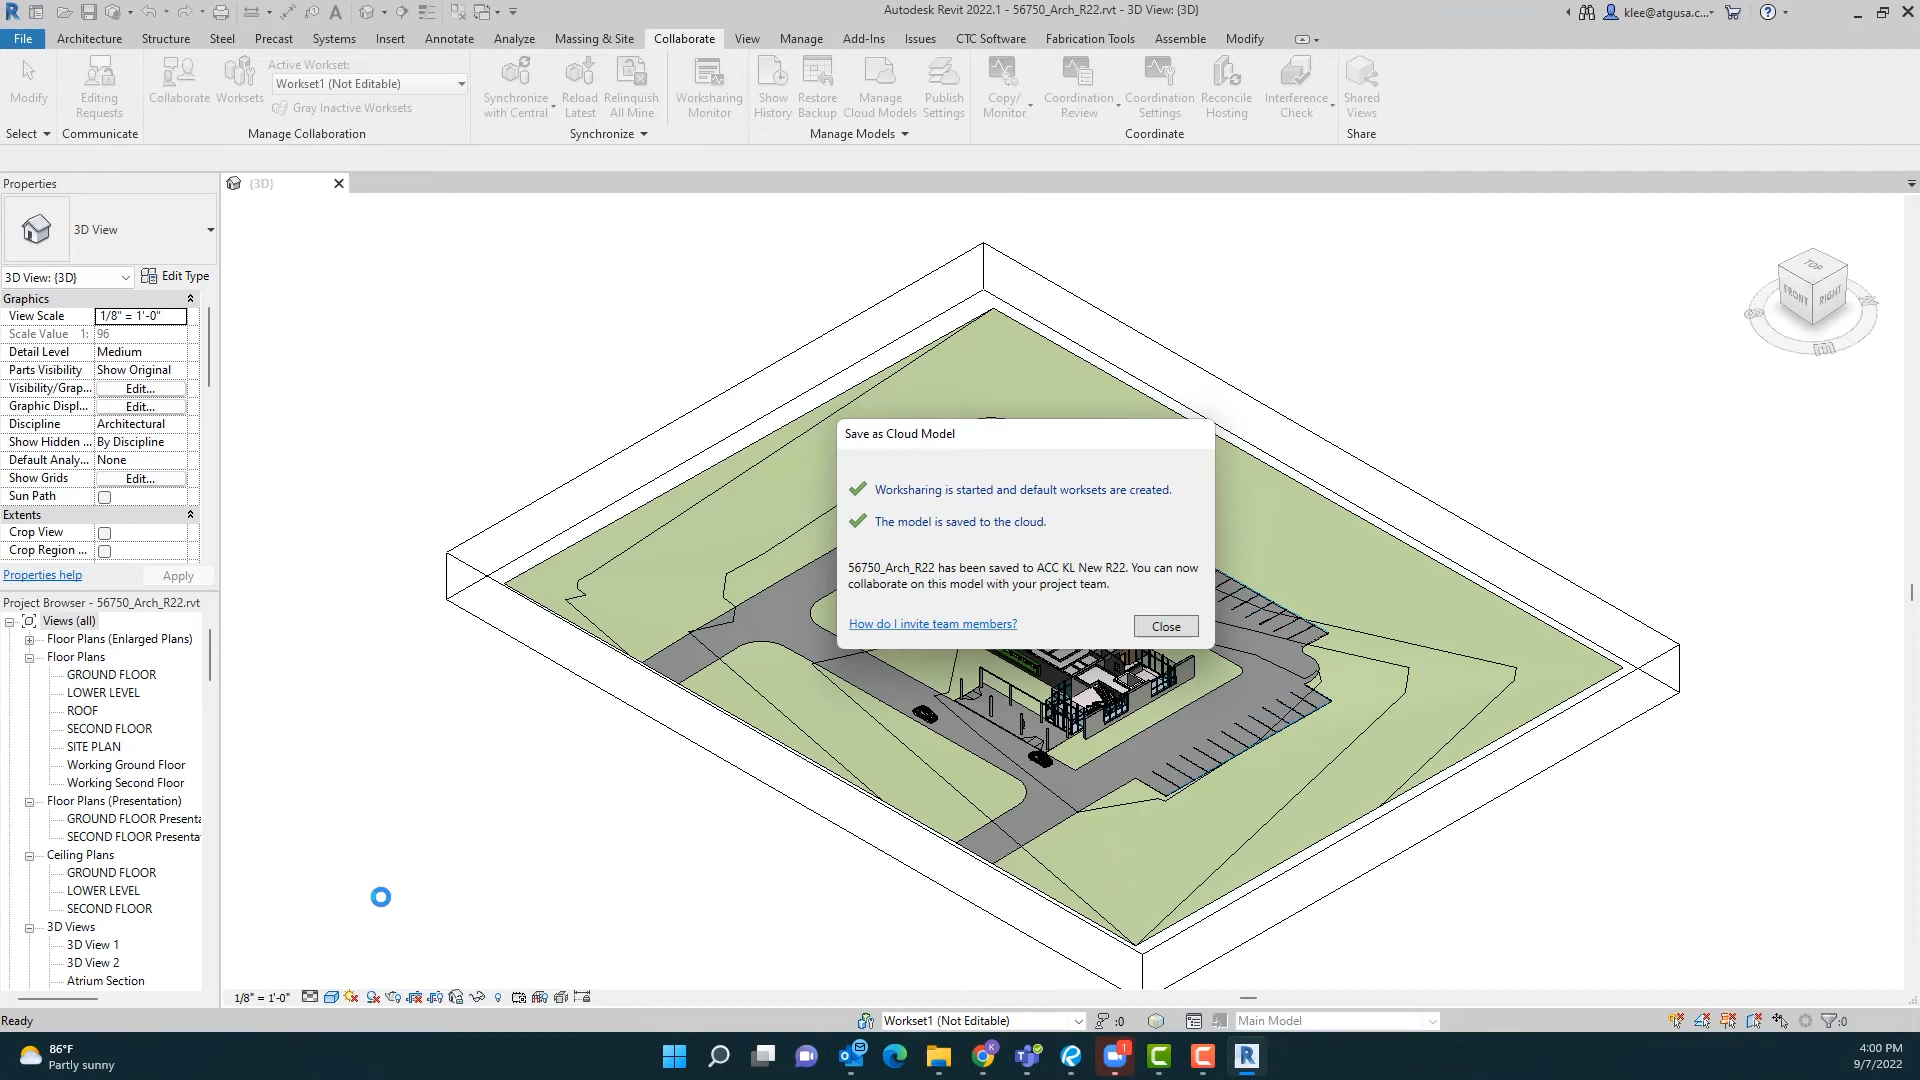 Autodesk Revit 2022.1 - 56750_Arch_R22.rvt - 3D View: {3D}
klee@atgusa.c...
File Architecture Structure Steel Precast Systems Insert Annotate Analyze Massing & Site Collaborate View Manage Add-Ins Issues CTC Software Fabrication Tools Assemble Modify
Modify
Editing Requests
Collaborate
Worksets
Active Workset:
Workset1 (Not Editable)
Gray Inactive Worksets
Synchronize with Central
Reload Latest
Relinquish All Mine
Worksharing Monitor
Show History
Restore Backup
Manage Cloud Models
Publish Settings
Copy/ Monitor
Coordination Review
Coordination Settings
Reconcile Hosting
Interference Check
Shared Views
Select Communicate Manage Collaboration Synchronize Manage Models Coordinate Share
Properties
{3D}
3D View
3D View: {3D} Edit Type
Graphics
View Scale 1/8" = 1'-0"
Scale Value 1: 96
Detail Level Medium
Parts Visibility Show Original
Visibility/Grap... Edit...
Graphic Displ... Edit...
Discipline Architectural
Show Hidden ... By Discipline
Default Analy... None
Show Grids Edit...
Sun Path
Extents
Crop View
Crop Region ...
Properties help Apply
Project Browser - 56750_Arch_R22.rvt
Views (all)
Floor Plans (Enlarged Plans)
Floor Plans
GROUND FLOOR
LOWER LEVEL
ROOF
SECOND FLOOR
SITE PLAN
Working Ground Floor
Working Second Floor
Floor Plans (Presentation)
GROUND FLOOR Presenta
SECOND FLOOR Presenta
Ceiling Plans
GROUND FLOOR
LOWER LEVEL
SECOND FLOOR
3D Views
3D View 1
3D View 2
Atrium Section
TOP
FRONT
RIGHT
S
E
N
Save as Cloud Model
Worksharing is started and default worksets are created.
The model is saved to the cloud.
56750_Arch_R22 has been saved to ACC KL New R22. You can now
collaborate on this model with your project team.
How do I invite team members?
Close
1/8" = 1'-0"
Ready
Workset1 (Not Editable)
:0
Main Model
:0
86°F
Partly sunny
K
1
4:00 PM
9/7/2022